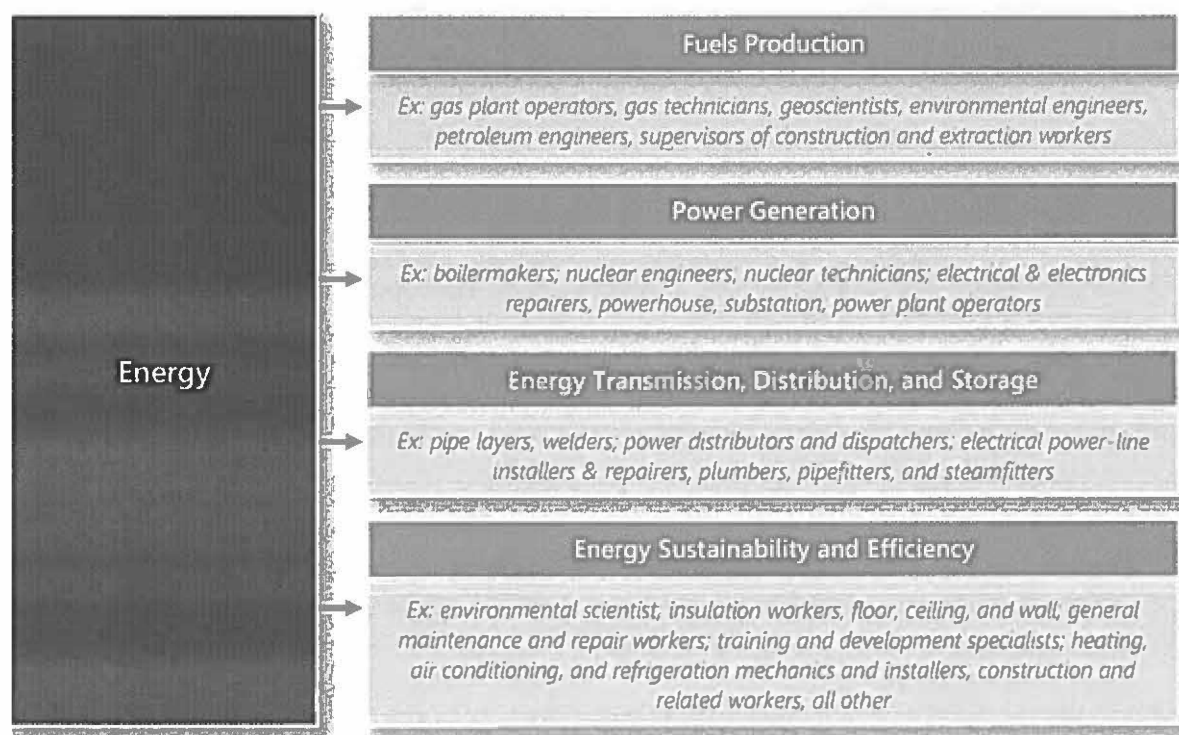 Energy
Fuels Production
Ex: gas plant operators, gas technicians, geoscientists, environmental engineers,
petroleum engineers, supervisors of construction and extraction workers
Power Generation
Ex: boilermakers; nuclear engineers, nuclear technicians; electrical & electronics
repairers, powerhouse, substation, power plant operators
Energy Transmission, Distribution, and Storage
Ex: pipe layers, welders; power distributors and dispatchers; electrical power-line
installers & repairers, plumbers, pipefitters, and steamfitters
Energy Sustainability and Efficiency
Ex: environmental scientist; insulation workers, floor, ceiling, and wall, general
maintenance and repair workers; training and development specialists; heating,
air conditioning, and refrigeration mechanics and installers, construction and
related workers, all other